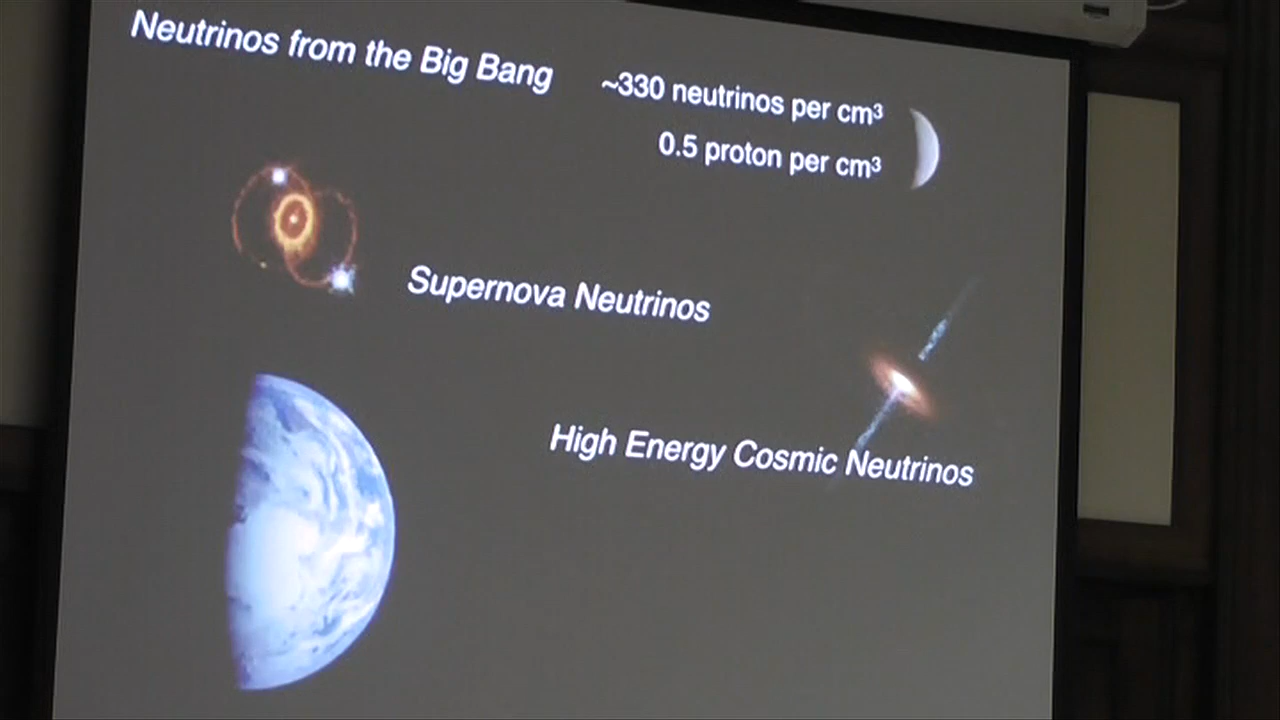 Neutrinos from the Big Bang
~330 neutrinos per cm³
0.5 proton per cm³
Supernova Neutrinos
High Energy Cosmic Neutrinos